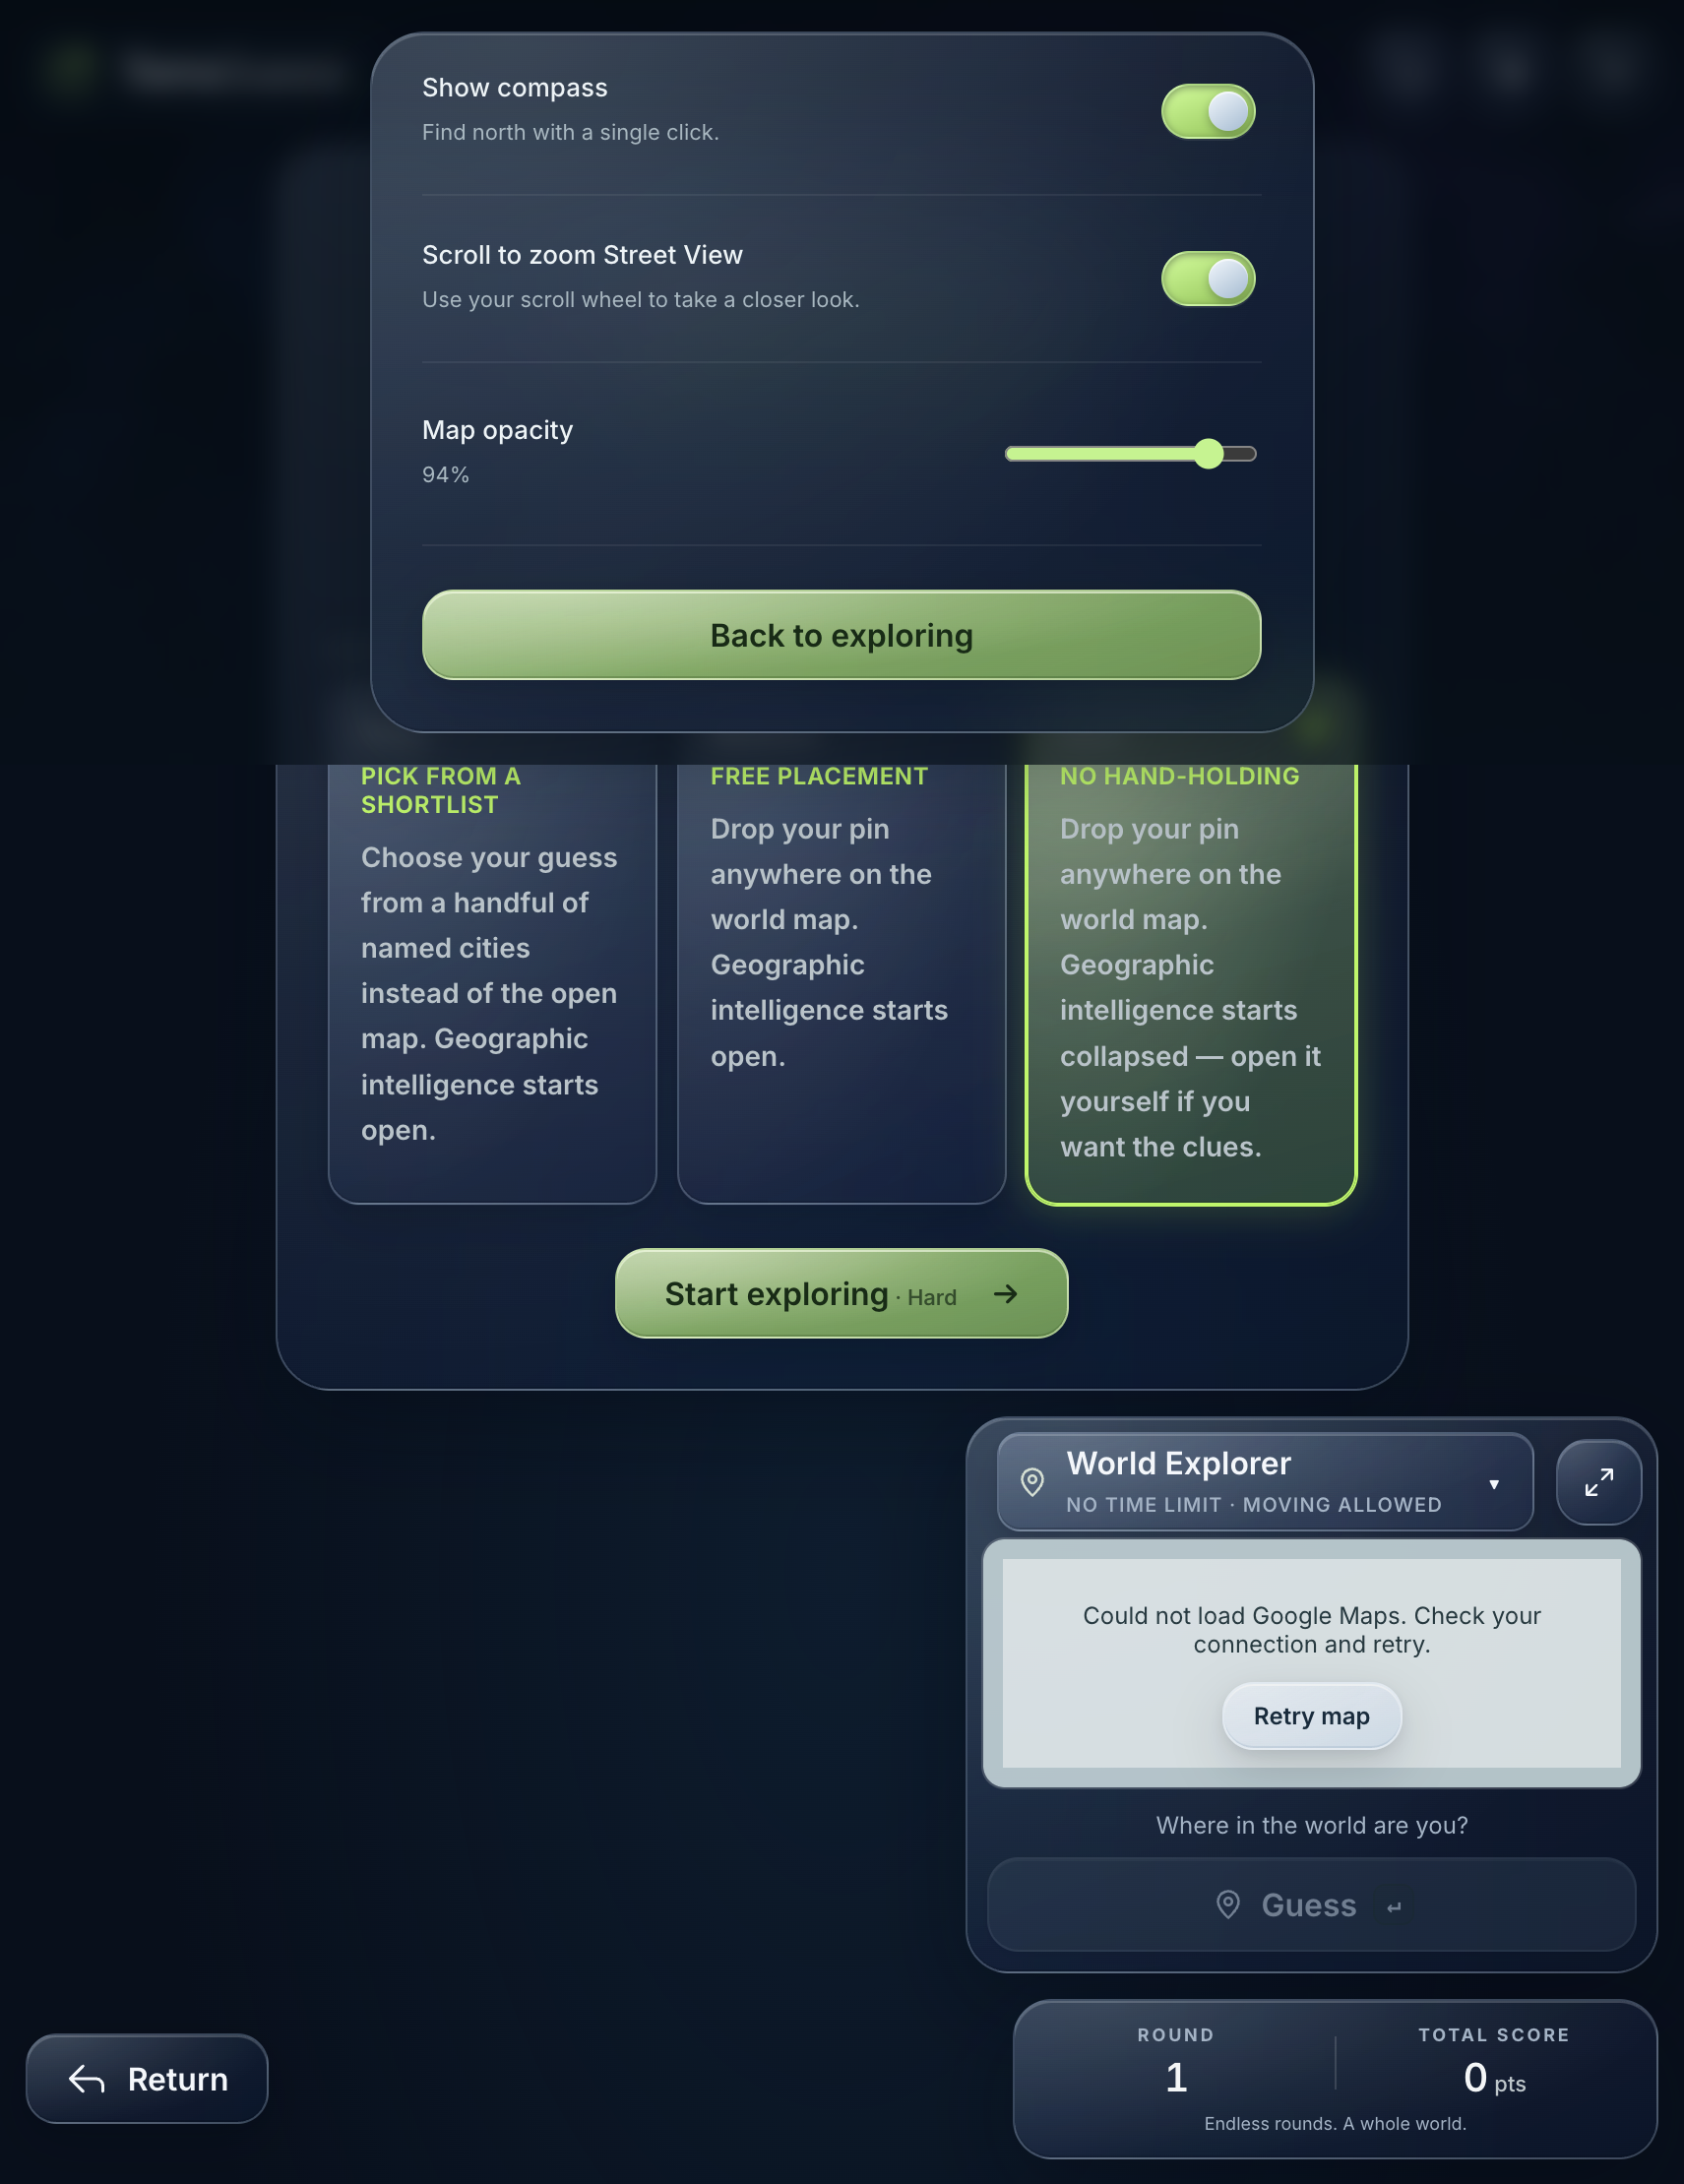 Show compass
Find north with a single click.
Scroll to zoom Street View
Use your scroll wheel to take a closer look.
Map opacity
94%
Back to exploring
PICK FROM A
SHORTLIST
Choose your guess
from a handful of
named cities
instead of the open
map. Geographic
intelligence starts
open.
FREE PLACEMENT
Drop your pin
anywhere on the
world map.
Geographic
intelligence starts
open.
NO HAND-HOLDING
Drop your pin
anywhere on the
world map.
Geographic
intelligence starts
collapsed — open it
yourself if you
want the clues.
Start exploring · Hard
World Explorer
NO TIME LIMIT · MOVING ALLOWED
Could not load Google Maps. Check your
connection and retry.
Retry map
Where in the world are you?
Guess ↵
Return
ROUND
1
TOTAL SCORE
0 pts
Endless rounds. A whole world.